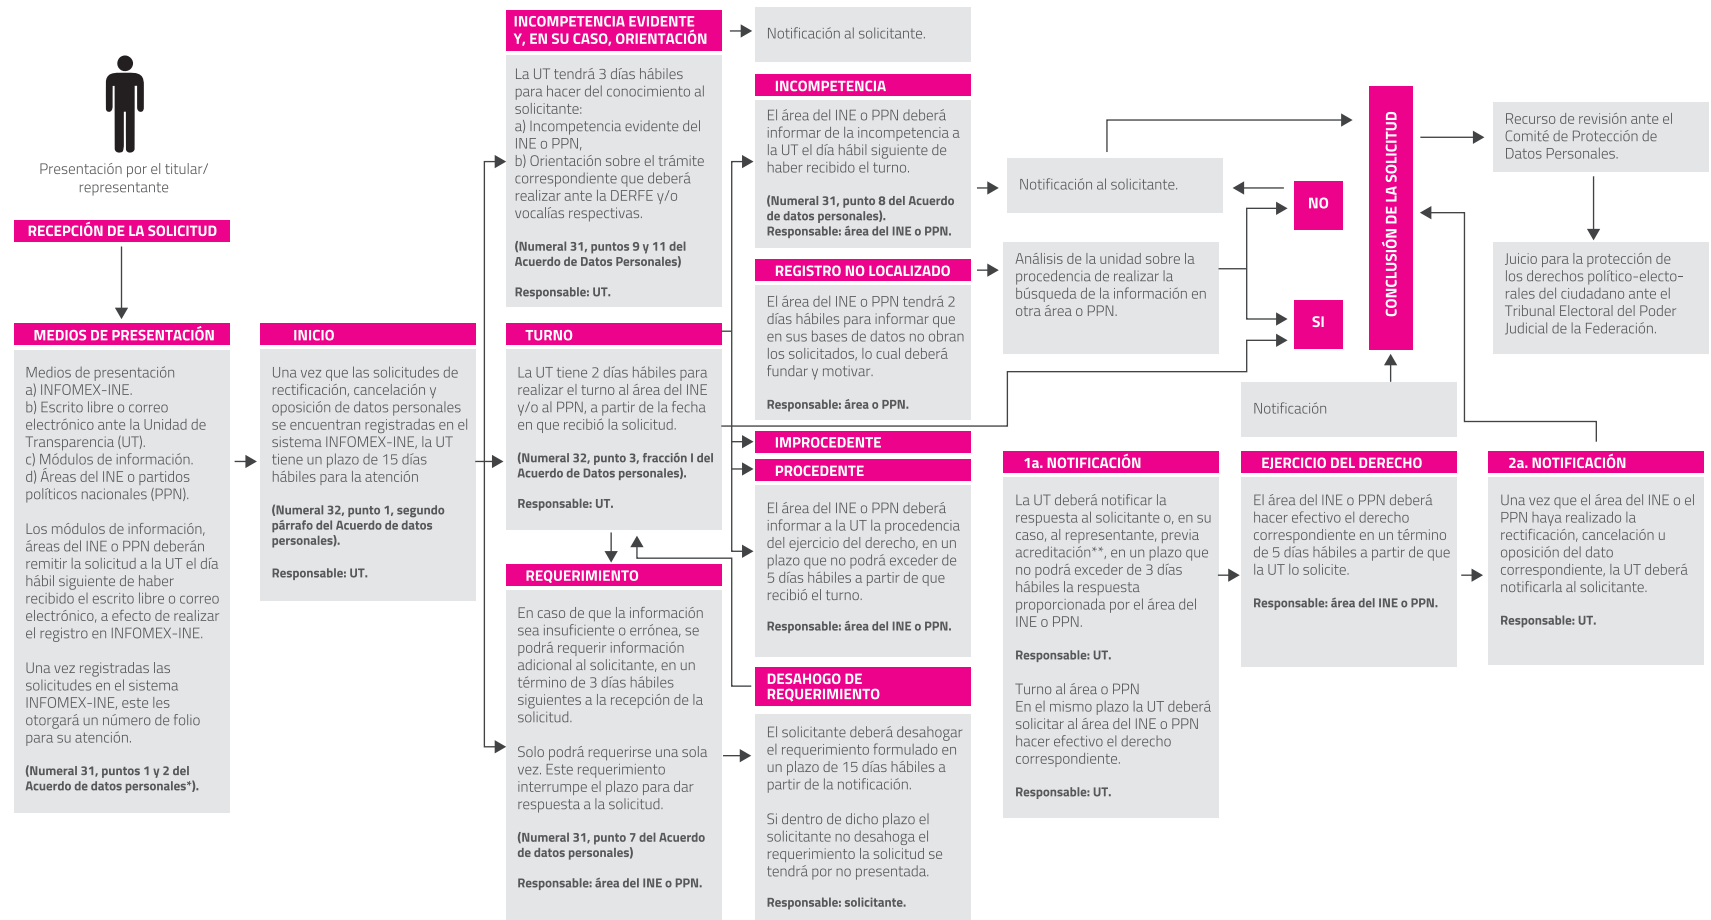 Presentación por el titular/
representante
RECEPCIÓN DE LA SOLICITUD
MEDIOS DE PRESENTACIÓN
Medios de presentación
a) INFOMEX-INE.
b) Escrito libre o correo
electrónico ante la Unidad de
Transparencia (UT).
c) Módulos de información.
d) Áreas del INE o partidos
políticos nacionales (PPN).
Los módulos de información,
áreas del INE o PPN deberán
remitir la solicitud a la UT el día
hábil siguiente de haber
recibido el escrito libre o correo
electrónico, a efecto de realizar
el registro en INFOMEX-INE.
Una vez registradas las
solicitudes en el sistema
INFOMEX-INE, este les
otorgará un número de folio
para su atención.
(Numeral 31, puntos 1 y 2 del
Acuerdo de datos personales*).
INICIO
Una vez que las solicitudes de
rectificación, cancelación y
oposición de datos personales
se encuentran registradas en el
sistema INFOMEX-INE, la UT
tiene un plazo de 15 días
hábiles para la atención
(Numeral 32, punto 1, segundo
párrafo del Acuerdo de datos
personales).
Responsable: UT.
INCOMPETENCIA EVIDENTE
Y, EN SU CASO, ORIENTACIÓN
La UT tendrá 3 días hábiles
para hacer del conocimiento al
solicitante:
a) Incompetencia evidente del
INE o PPN,
b) Orientación sobre el trámite
correspondiente que deberá
realizar ante la DERFE y/o
vocalías respectivas.
(Numeral 31, puntos 9 y 11 del
Acuerdo de Datos Personales)
Responsable: UT.
TURNO
La UT tiene 2 días hábiles para
realizar el turno al área del INE
y/o al PPN, a partir de la fecha
en que recibió la solicitud.
(Numeral 32, punto 3, fracción I del
Acuerdo de Datos personales).
Responsable: UT.
REQUERIMIENTO
En caso de que la información
sea insuficiente o errónea, se
podrá requerir información
adicional al solicitante, en un
término de 3 días hábiles
siguientes a la recepción de la
solicitud.
Solo podrá requerirse una sola
vez. Este requerimiento
interrumpe el plazo para dar
respuesta a la solicitud.
(Numeral 31, punto 7 del Acuerdo
de datos personales)
Responsable: área del INE o PPN.
Notificación al solicitante.
INCOMPETENCIA
El área del INE o PPN deberá
informar de la incompetencia a
la UT el día hábil siguiente de
haber recibido el turno.
(Numeral 31, punto 8 del Acuerdo
de datos personales).
Responsable: área del INE o PPN.
REGISTRO NO LOCALIZADO
El área del INE o PPN tendrá 2
días hábiles para informar que
en sus bases de datos no obran
los solicitados, lo cual deberá
fundar y motivar.
Responsable: área o PPN.
IMPROCEDENTE
PROCEDENTE
El área del INE o PPN deberá
informar a la UT la procedencia
del ejercicio del derecho, en un
plazo que no podrá exceder de
5 días hábiles a partir de que
recibió el turno.
Responsable: área del INE o PPN.
DESAHOGO DE
REQUERIMIENTO
El solicitante deberá desahogar
el requerimiento formulado en
un plazo de 15 días hábiles a
partir de la notificación.
Si dentro de dicho plazo el
solicitante no desahoga el
requerimiento la solicitud se
tendrá por no presentada.
Responsable: solicitante.
Notificación al solicitante.
Análisis de la unidad sobre la
procedencia de realizar la
búsqueda de la información en
otra área o PPN.
NO
SI
CONCLUSIÓN DE LA SOLICITUD
Recurso de revisión ante el
Comité de Protección de
Datos Personales.
Juicio para la protección de
los derechos político-electo-
rales del ciudadano ante el
Tribunal Electoral del Poder
Judicial de la Federación.
Notificación
1a. NOTIFICACIÓN
La UT deberá notificar la
respuesta al solicitante o, en su
caso, al representante, previa
acreditación**, en un plazo que
no podrá exceder de 3 días
hábiles la respuesta
proporcionada por el área del
INE o PPN.
Responsable: UT.
Turno al área o PPN
En el mismo plazo la UT deberá
solicitar al área del INE o PPN
hacer efectivo el derecho
correspondiente.
Responsable: UT.
EJERCICIO DEL DERECHO
El área del INE o PPN deberá
hacer efectivo el derecho
correspondiente en un término
de 5 días hábiles a partir de que
la UT lo solicite.
Responsable: área del INE o PPN.
2a. NOTIFICACIÓN
Una vez que el área del INE o el
PPN haya realizado la
rectificación, cancelación u
oposición del dato
correspondiente, la UT deberá
notificarla al solicitante.
Responsable: UT.